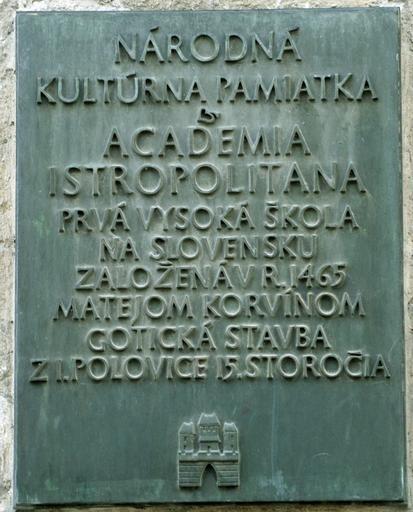 NÁRODNÁ
KULTÚRNA PAMIATKA
ACADEMIA
ISTROPOLITANA
PRVÁ VYSOKÁ ŠKOLA
NA SLOVENSKU
ZALOŽENÁ V R. 1465
MATEJOM KORVÍNOM
GOTICKÁ STAVBA
Z 1. POLOVICE 15. STOROČIA